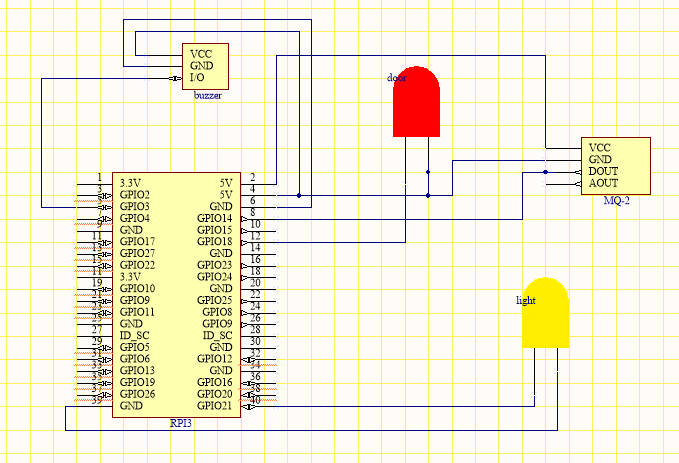 VCC
GND
I/O
buzzer
door
VCC
GND
DOUT
AOUT
MQ-2
light
1 3.3V 5V 2
3 GPIO2 5V 4
GPIO3 GND 6
7 GPIO4 GPIO14 8
9 GND GPIO15 10
11 GPIO17 GPIO18 12
13 GPIO27 GND 14
15 GPIO22 GPIO23 16
11 3.3V GPIO24 18
19 GPIO10 GND 20
21 GPIO9 GPIO25 22
23 GPIO11 GPIO8 24
25 GND GPIO9 26
27 ID_SC ID_SC 28
29 GPIO5 GND 30
31 GPIO6 GPIO12 32
33 GPIO13 GND 34
35 GPIO19 GPIO16 36
37 GPIO26 GPIO20 38
39 GND GPIO21 40
RPI3